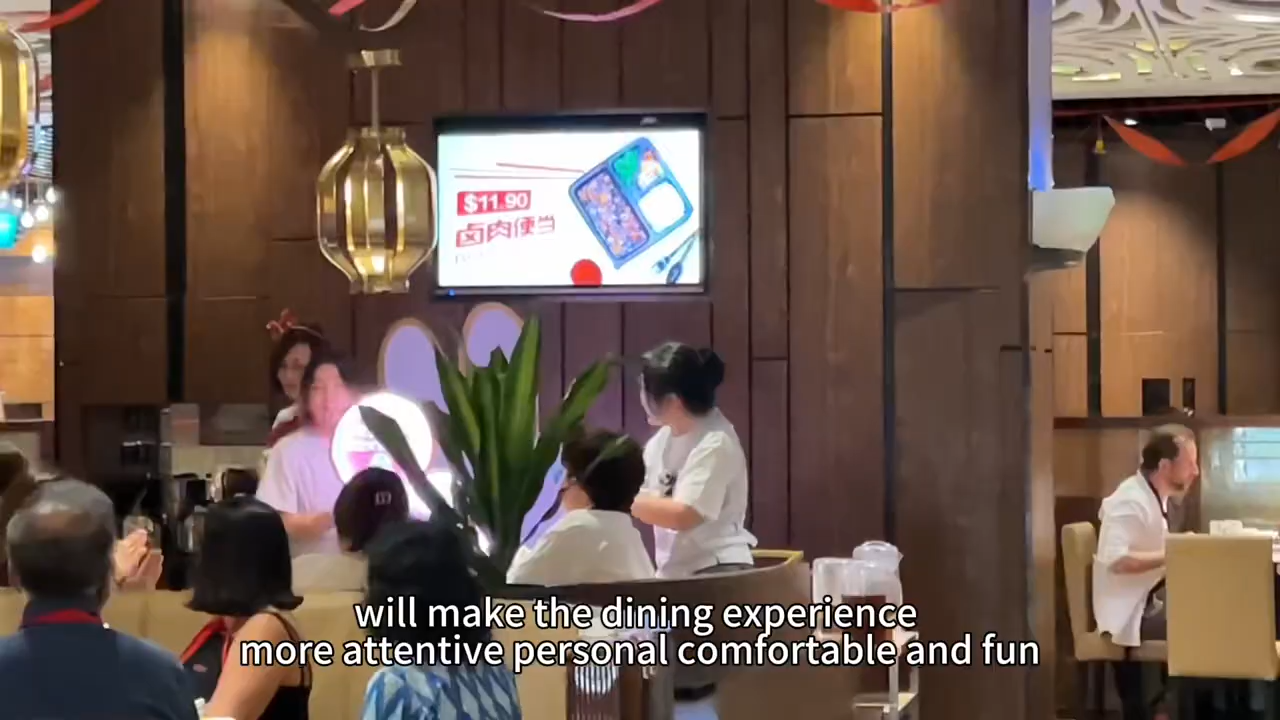 $11.90
卤肉便当
will make the dining experience
more attentive personal comfortable and fun